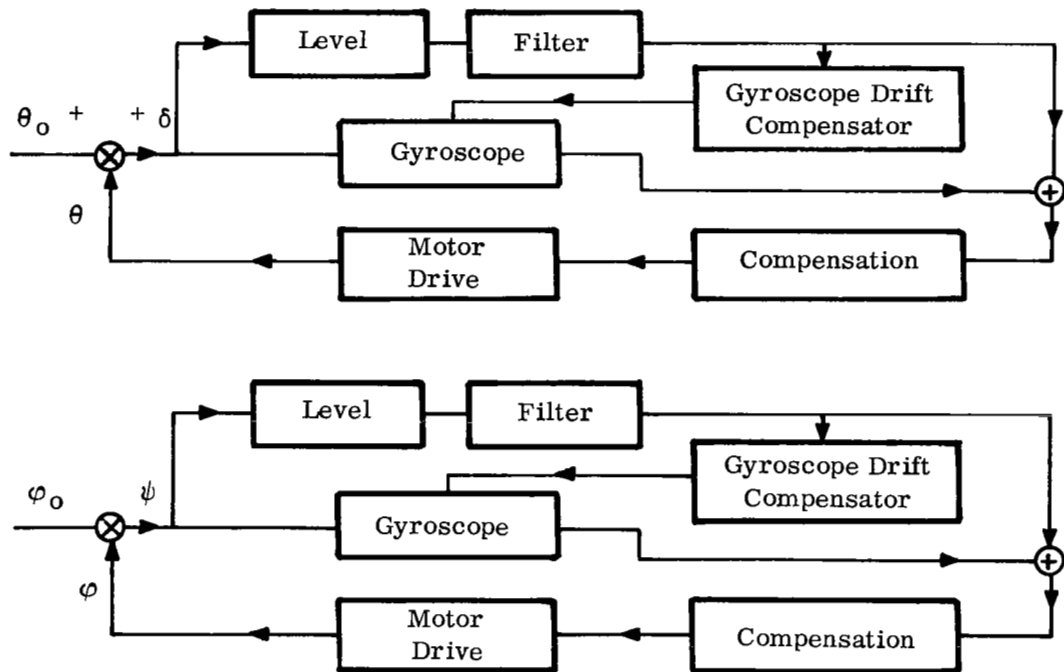 Level
Filter
Gyroscope Drift
Compensator
θo + + δ
Gyroscope
+
θ
Motor
Drive
Compensation
Level
Filter
Gyroscope Drift
Compensator
φo ψ
Gyroscope
+
φ
Motor
Drive
Compensation